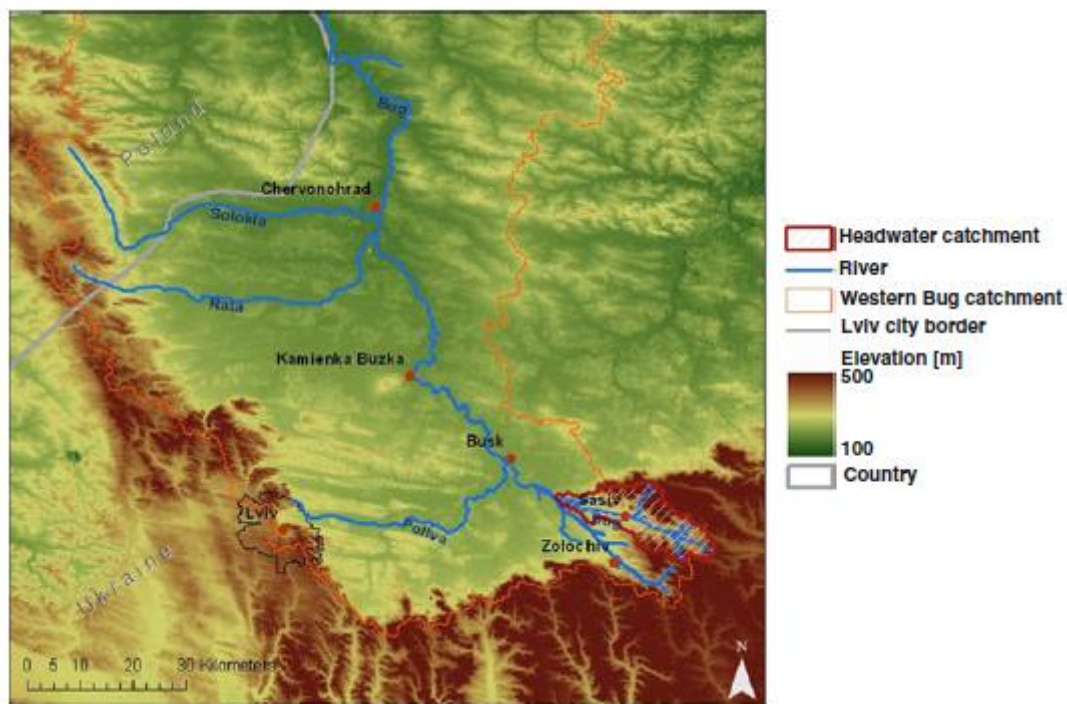 Poland
Bug
Chervonohrad
Solokia
Rata
Kamienka Buzka
Busk
Sasiv
Bug
Lviv
Poltva
Zolochiv
Ukraine
0 5 10 20 30 Kilometers
N
Headwater catchment
River
Western Bug catchment
Lviv city border
Elevation [m]
500
100
Country